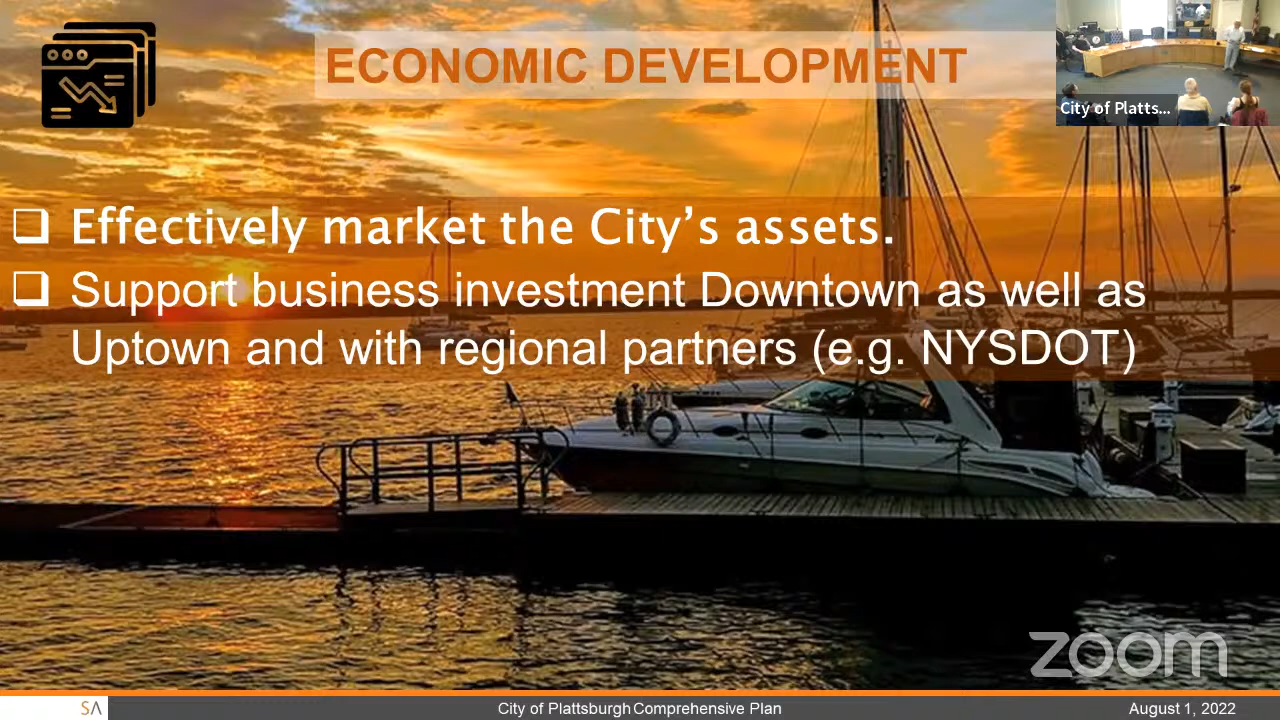 ECONOMIC DEVELOPMENT
City of Platts...
❑ Effectively market the City’s assets.
❑ Support business investment Downtown as well as
Uptown and with regional partners (e.g. NYSDOT)
zoom
SA
City of Plattsburgh Comprehensive Plan
August 1, 2022